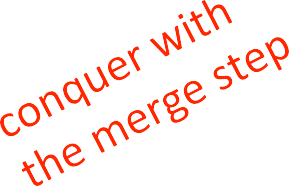 conquer with
the merge step